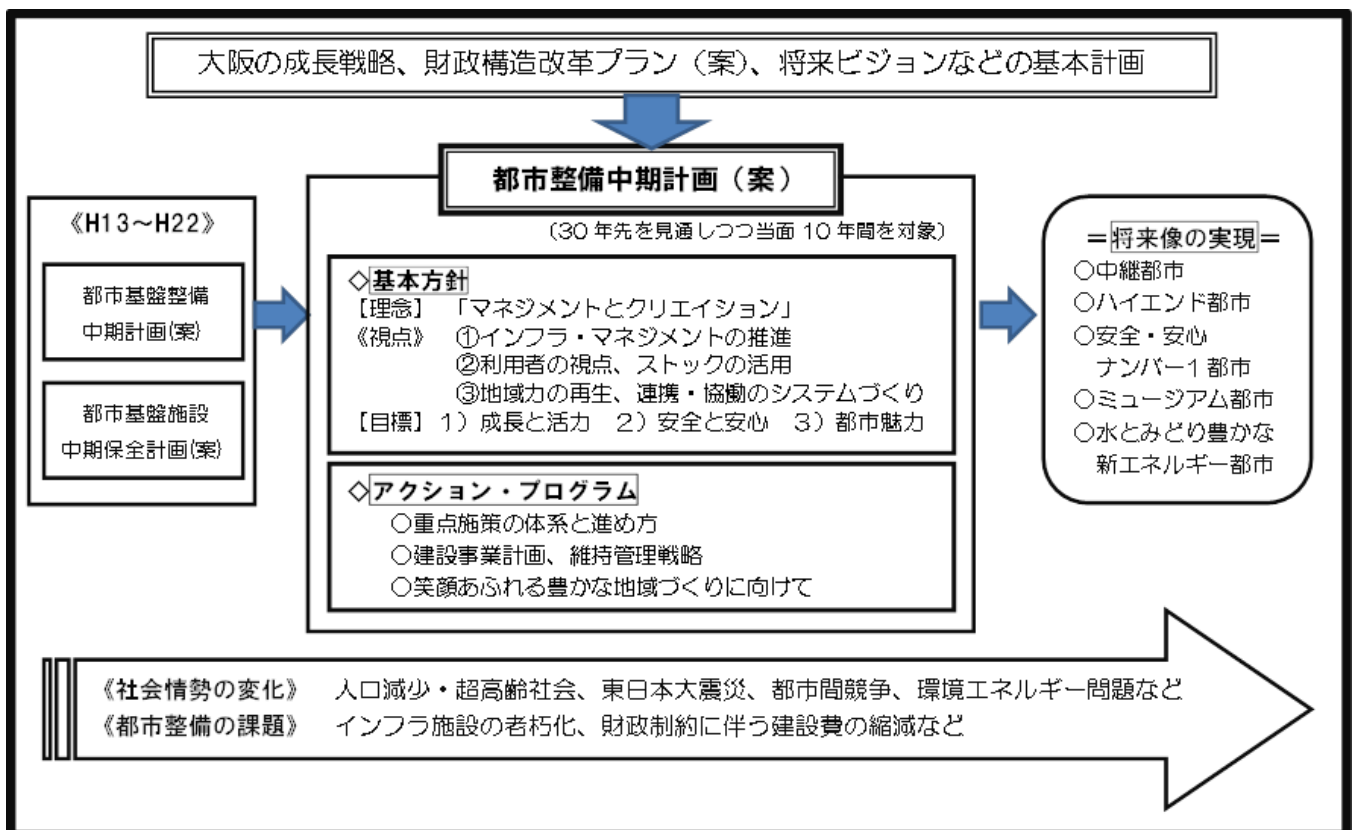 大阪の成長戦略、財政構造改革プラン（案）、将来ビジョンなどの基本計画
都市整備中期計画（案）
（30年先を見通しつつ当面10年間を対象）
《H13～H22》
都市基盤整備
中期計画(案)
都市基盤施設
中期保全計画(案)
◇基本方針
【理念】　「マネジメントとクリエイション」
《視点》　①インフラ・マネジメントの推進
②利用者の視点、ストックの活用
③地域力の再生、連携・協働のシステムづくり
【目標】 1）成長と活力　2）安全と安心　3）都市魅力
◇アクション・プログラム
○重点施策の体系と進め方
○建設事業計画、維持管理戦略
○笑顔あふれる豊かな地域づくりに向けて
＝将来像の実現＝
○中継都市
○ハイエンド都市
○安全・安心
ナンバー1都市
○ミュージアム都市
○水とみどり豊かな
新エネルギー都市
《社会情勢の変化》　人口減少・超高齢社会、東日本大震災、都市間競争、環境エネルギー問題など
《都市整備の課題》　インフラ施設の老朽化、財政制約に伴う建設費の縮減など